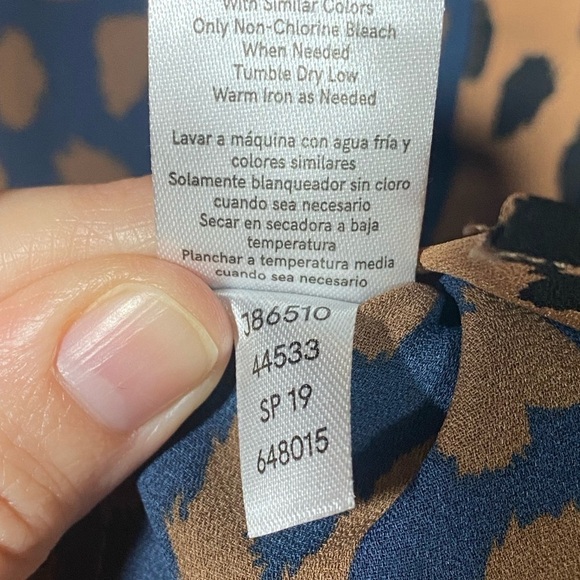 With Similar Colors
Only Non-Chlorine Bleach
When Needed
Tumble Dry Low
Warm Iron as Needed
Lavar a máquina con agua fría y
colores similares
Solamente blanqueador sin cloro
cuando sea necesario
Secar en secadora a baja
temperatura
Planchar a temperatura media
cuando sea necesario
J86510
44533
SP 19
648015